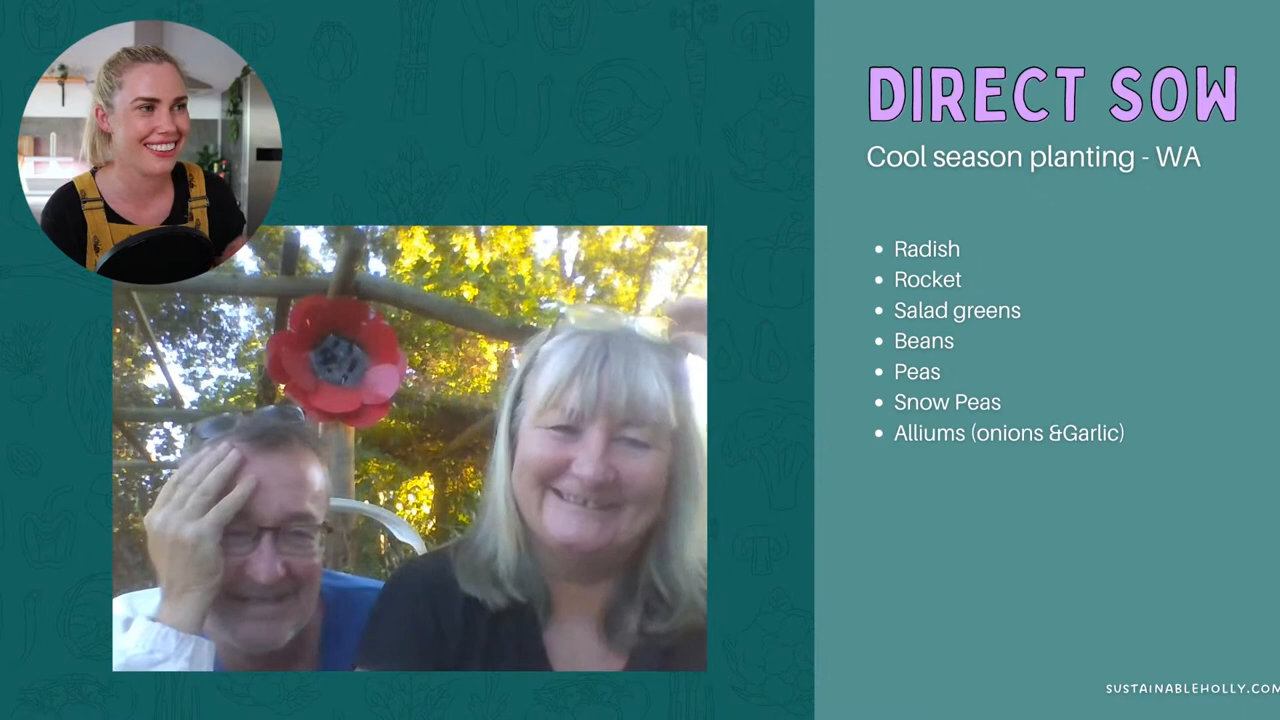 DIRECT SOW
Cool season planting - WA
Radish
Rocket
Salad greens
Beans
Peas
Snow Peas
Alliums (onions &Garlic)
SUSTAINABLEHOLLY.COM